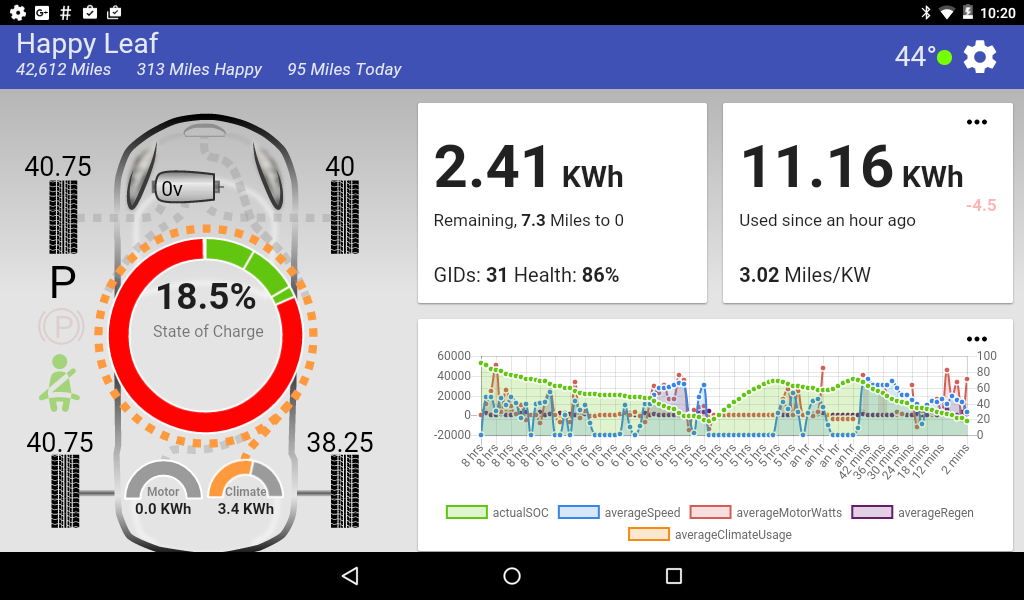 10:20
Happy Leaf
42,612 Miles 313 Miles Happy 95 Miles Today
44°
40.75
40
0v
P
(P)
18.5%
State of Charge
40.75
38.25
Motor
0.0 KWh
Climate
3.4 KWh
2.41 KWh
Remaining, 7.3 Miles to 0
GIDs: 31 Health: 86%
11.16 KWh
-4.5
Used since an hour ago
3.02 Miles/KW
60000
40000
20000
0
-20000
100
80
60
40
20
0
8 hrs 8 hrs 8 hrs 8 hrs 8 hrs 6 hrs 6 hrs 6 hrs 6 hrs 6 hrs 6 hrs 6 hrs 6 hrs 5 hrs 5 hrs 5 hrs 5 hrs 5 hrs 5 hrs 5 hrs 5 hrs an hr an hr an hr an hr 42 mins 36 mins 30 mins 24 mins 18 mins 12 mins 2 mins
actualSOC averageSpeed averageMotorWatts averageRegen
averageClimateUsage